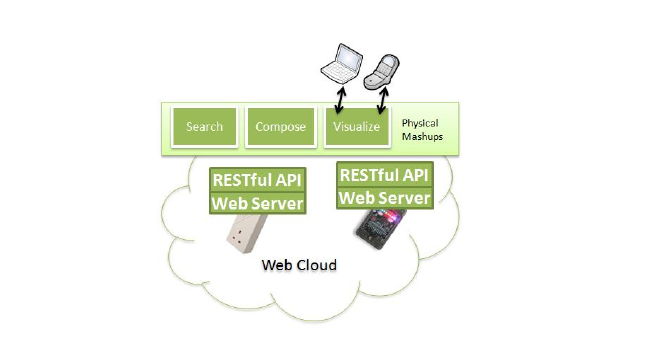 Search
Compose
Visualize
Physical
Mashups
RESTful API
Web Server
RESTful API
Web Server
Web Cloud